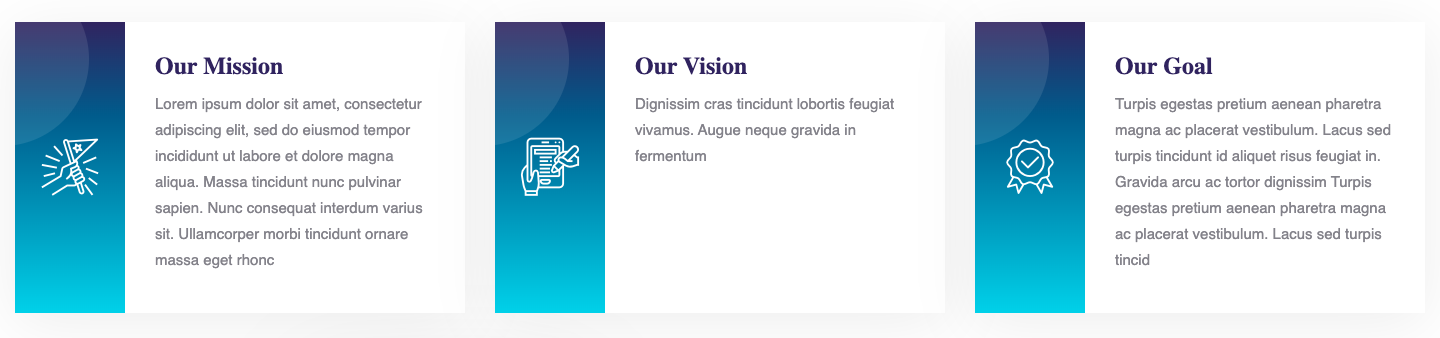 Our Mission
Lorem ipsum dolor sit amet, consectetur
adipiscing elit, sed do eiusmod tempor
incididunt ut labore et dolore magna
aliqua. Massa tincidunt nunc pulvinar
sapien. Nunc consequat interdum varius
sit. Ullamcorper morbi tincidunt ornare
massa eget rhonc
Our Vision
Dignissim cras tincidunt lobortis feugiat
vivamus. Augue neque gravida in
fermentum
Our Goal
Turpis egestas pretium aenean pharetra
magna ac placerat vestibulum. Lacus sed
turpis tincidunt id aliquet risus feugiat in.
Gravida arcu ac tortor dignissim Turpis
egestas pretium aenean pharetra magna
ac placerat vestibulum. Lacus sed turpis
tincid